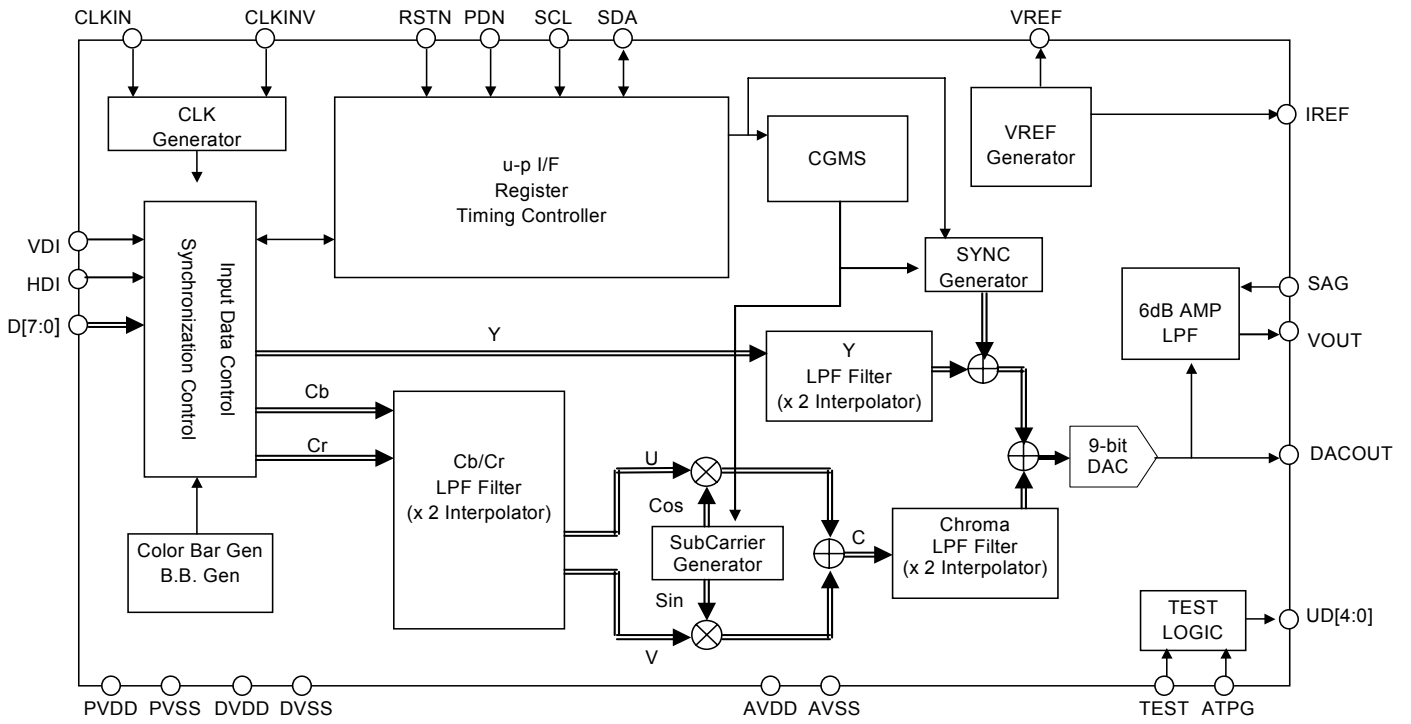 CLKIN
CLKINV
RSTN
PDN
SCL
SDA
VREF
CLK
Generator
u-p I/F
Register
Timing Controller
CGMS
VREF
Generator
IREF
VDI
HDI
D[7:0]
Input Data Control
Synchronization Control
SYNC
Generator
6dB AMP
LPF
SAG
VOUT
Y
Y
LPF Filter
(x 2 Interpolator)
Cb
Cr
Cb/Cr
LPF Filter
(x 2 Interpolator)
U
Cos
SubCarrier
Generator
Sin
V
C
Chroma
LPF Filter
(x 2 Interpolator)
9-bit
DAC
DACOUT
Color Bar Gen
B.B. Gen
TEST
LOGIC
UD[4:0]
PVDD
PVSS
DVDD
DVSS
AVDD
AVSS
TEST
ATPG